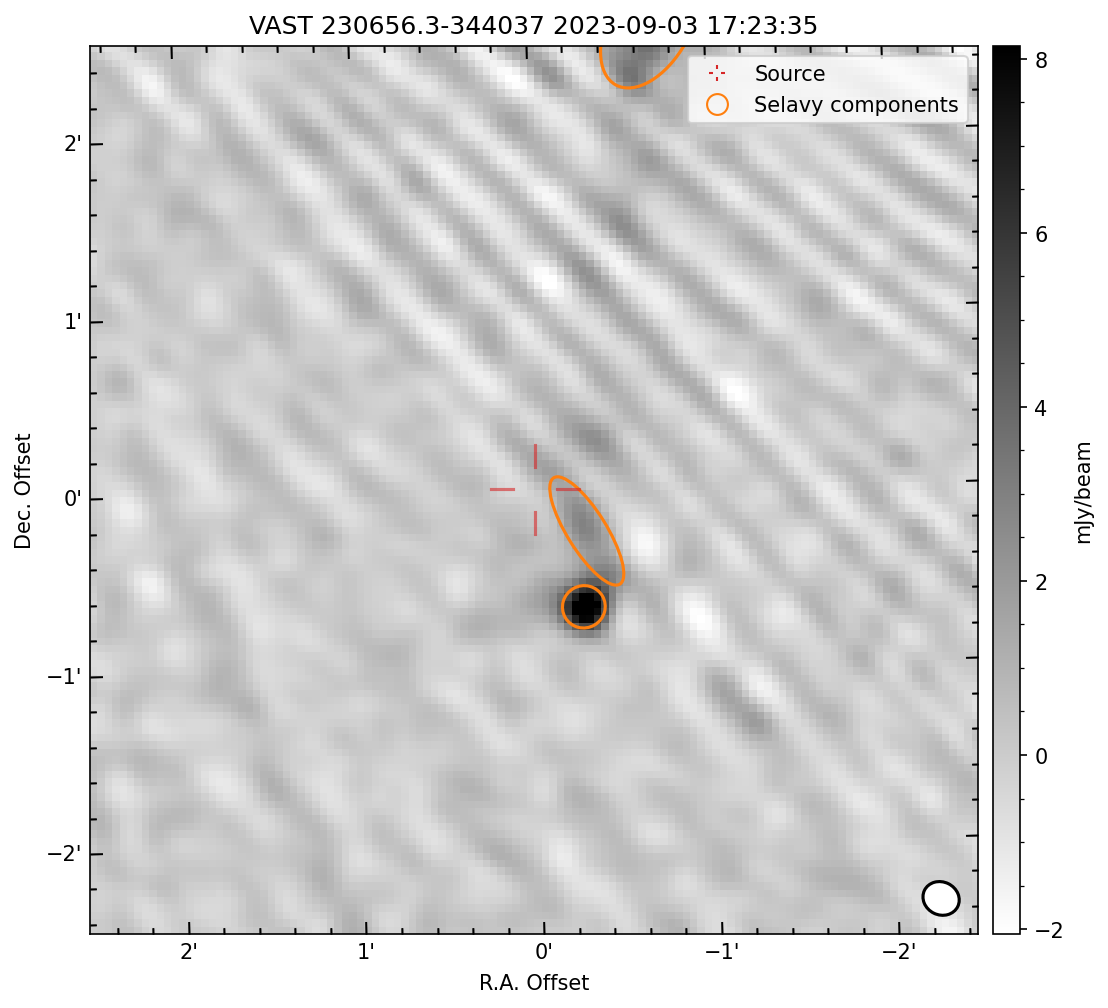 VAST 230656.3-344037 2023-09-03 17:23:35
Source
Selavy components
2'
1'
0'
−1'
−2'
Dec. Offset
2'
1'
0'
−1'
−2'
R.A. Offset
8
6
4
2
0
−2
mJy/beam